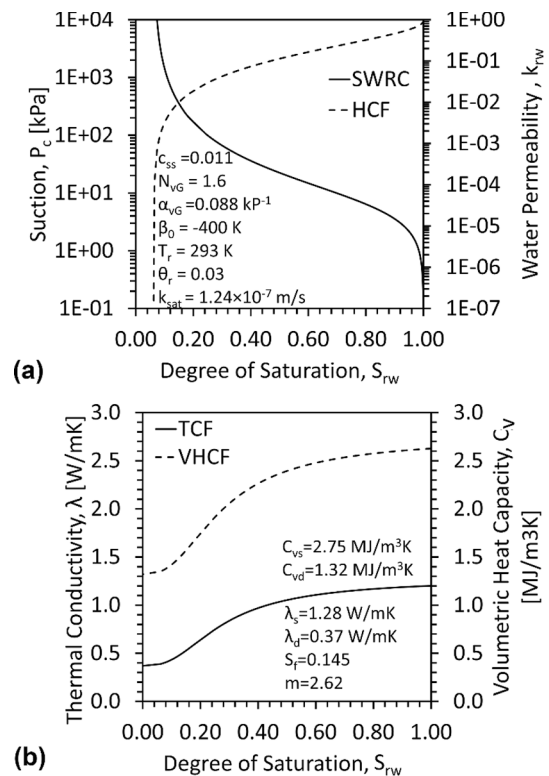 1E+04
1E+03
1E+02
1E+01
1E+00
1E-01
Suction, P_c [kPa]
SWRC
HCF
c_ss = 0.011
N_vG = 1.6
α_vG = 0.088 kP⁻¹
β_0 = -400 K
T_r = 293 K
θ_r = 0.03
k_sat = 1.24×10⁻⁷ m/s
1E+00
1E-01
1E-02
1E-03
1E-04
1E-05
1E-06
1E-07
Water Permeability , k_rw
0.00 0.20 0.40 0.60 0.80 1.00
(a)
Degree of Saturation, S_rw
3.0
2.5
2.0
1.5
1.0
0.5
0.0
Thermal Conductivity, λ [W/mK]
TCF
VHCF
C_vs=2.75 MJ/m³K
C_vd=1.32 MJ/m³K
λ_s=1.28 W/mK
λ_d=0.37 W/mK
S_f=0.145
m=2.62
3.0
2.5
2.0
1.5
1.0
0.5
0.0
Volumetric Heat Capacity, C_v
[MJ/m3K]
0.00 0.20 0.40 0.60 0.80 1.00
(b)
Degree of Saturation, S_rw